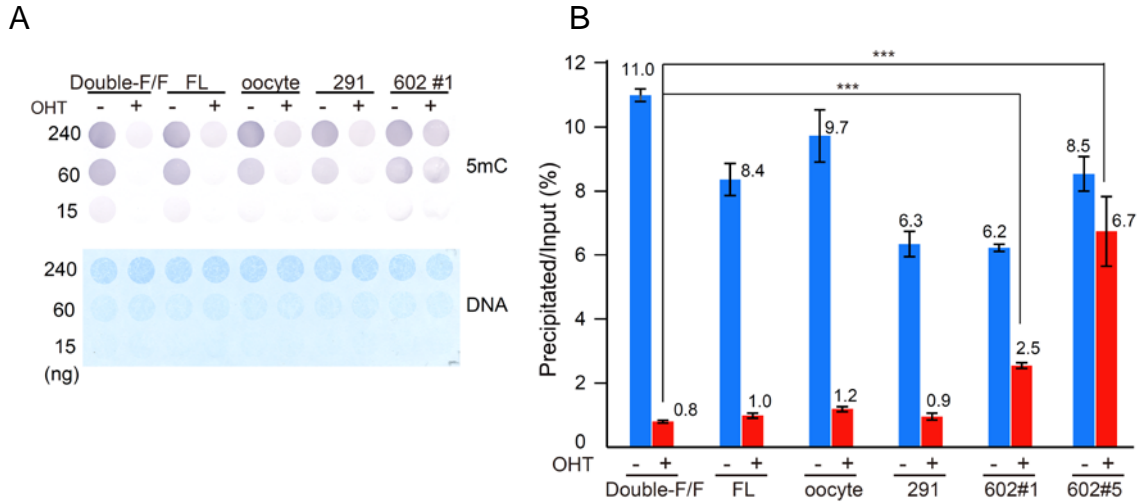 A
Double-F/F FL oocyte 291 602 #1
OHT - + - + - + - + - +
240
60
15
5mC
240
60
15
(ng)
DNA
B
Precipitated/Input (%)
12
10
8
6
4
2
0
***
***
11.0
0.8
8.4
1.0
9.7
1.2
6.3
0.9
6.2
2.5
8.5
6.7
OHT - + - + - + - + - + - +
Double-F/F FL oocyte 291 602#1 602#5